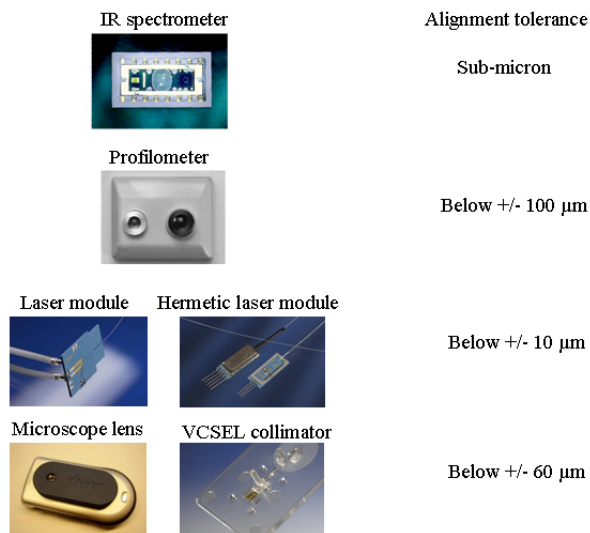 IR spectrometer
Alignment tolerance
Sub-micron
Profilometer
Below +/- 100 µm
Laser module
Hermetic laser module
Below +/- 10 µm
Microscope lens
VCSEL collimator
Below +/- 60 µm